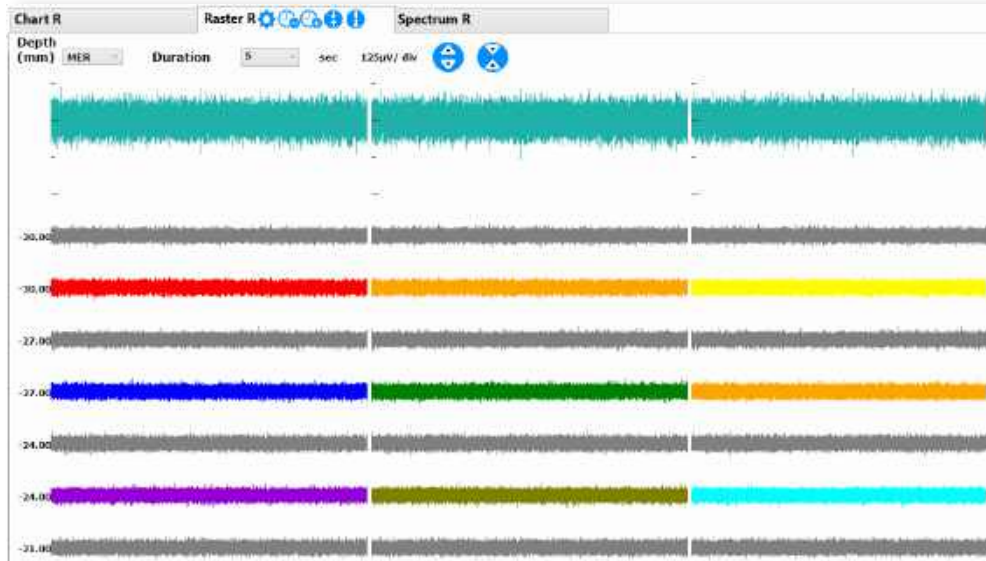 Chart R Raster R Spectrum R
Depth
(mm) MER Duration 5 sec 125µV/ div
-30.00
-30.00
-27.00
-27.00
-24.00
-24.00
-21.00